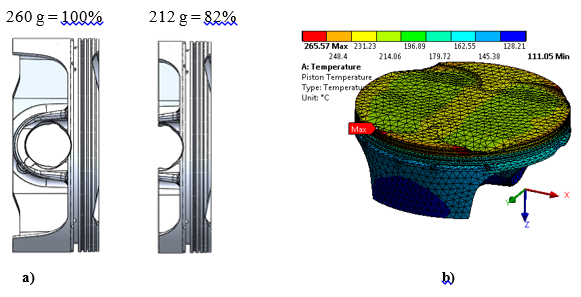 260 g = 100% 212 g = 82%
265.57 Max 231.23 196.89 162.55 128.21
248.4 214.06 179.72 145.38 111.05 Min
A: Temperature
Piston Temperature
Type: Temperatu
Unit: °C
Max
X
Y
Z
a) b)